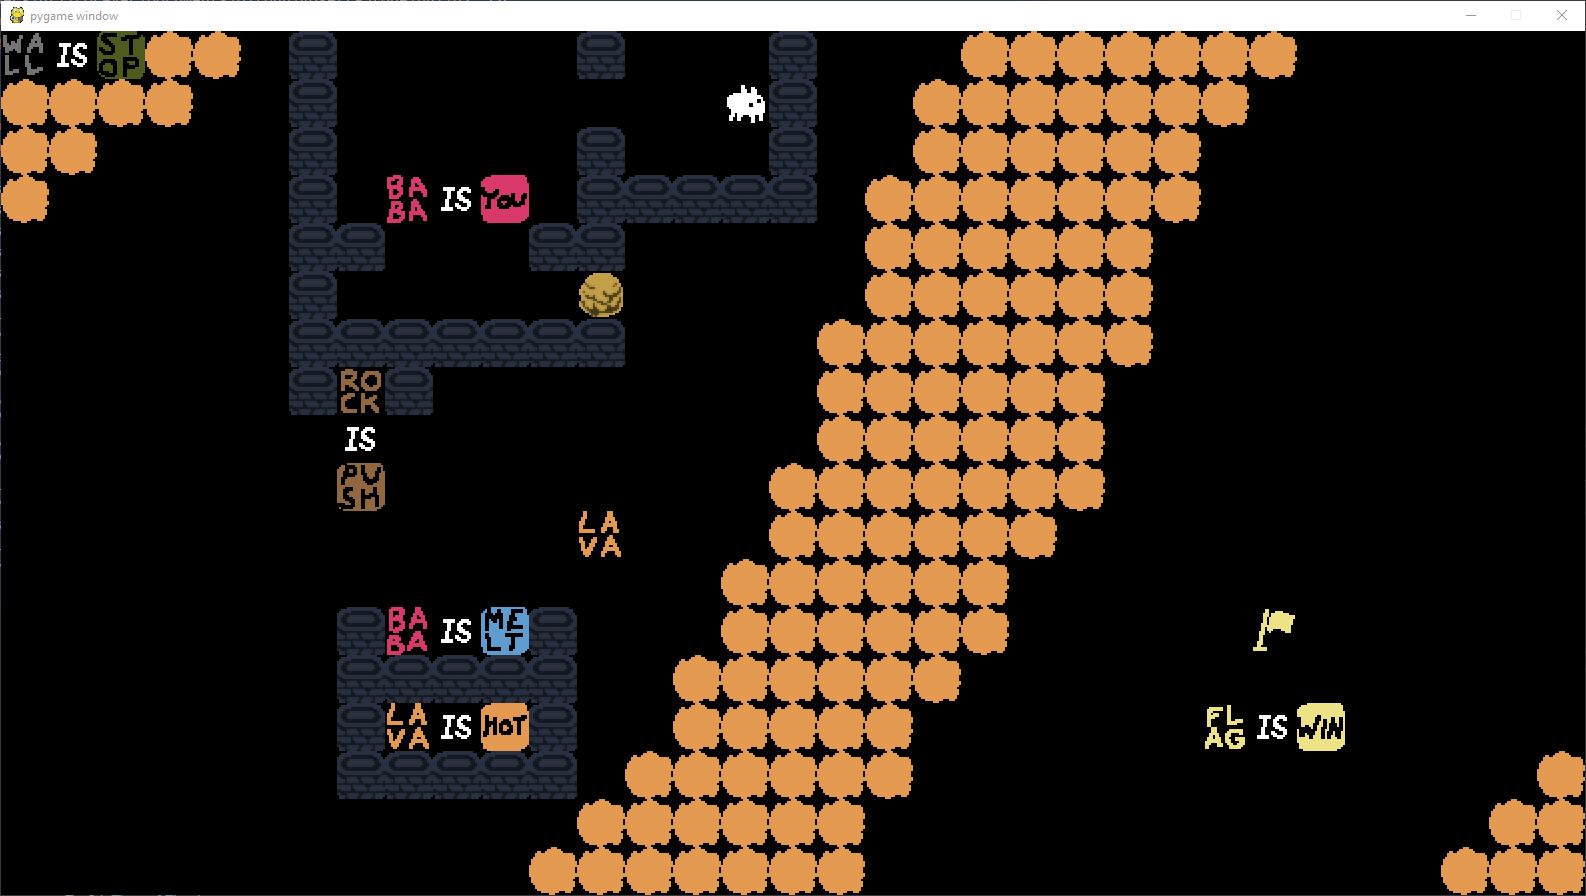 pygame window
WALL IS STOP
BABA IS YOU
ROCK
IS
PUSH
LAVA
BABA IS MELT
LAVA IS HOT
FLAG IS WIN